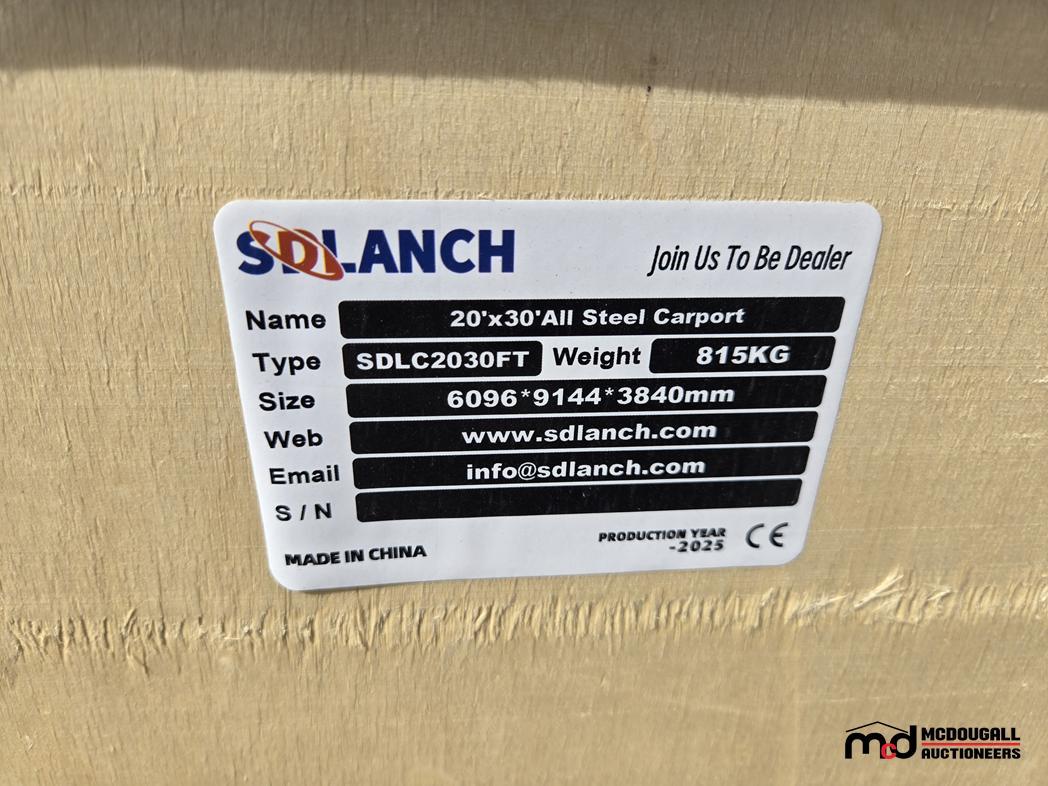 SDLANCH
Join Us To Be Dealer
Name 20'x30'All Steel Carport
Type SDLC2030FT Weight 815KG
Size 6096*9144*3840mm
Web www.sdlanch.com
Email info@sdlanch.com
S / N
MADE IN CHINA
PRODUCTION YEAR
-2025
CE
mcd
MCDOUGALL
AUCTIONEERS